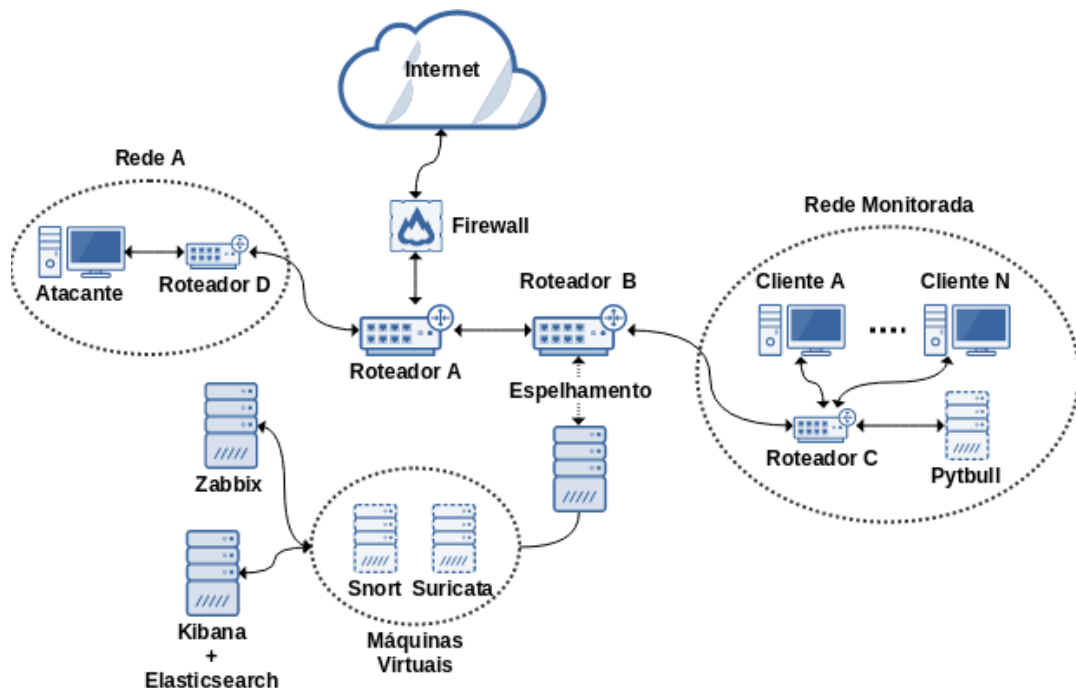 Internet
Rede A
Firewall
Rede Monitorada
Atacante
Roteador D
Roteador B
Cliente A
Cliente N
Roteador A
Espelhamento
Roteador C
Pytbull
Zabbix
Snort
Suricata
Máquinas
Virtuais
Kibana
+
Elasticsearch